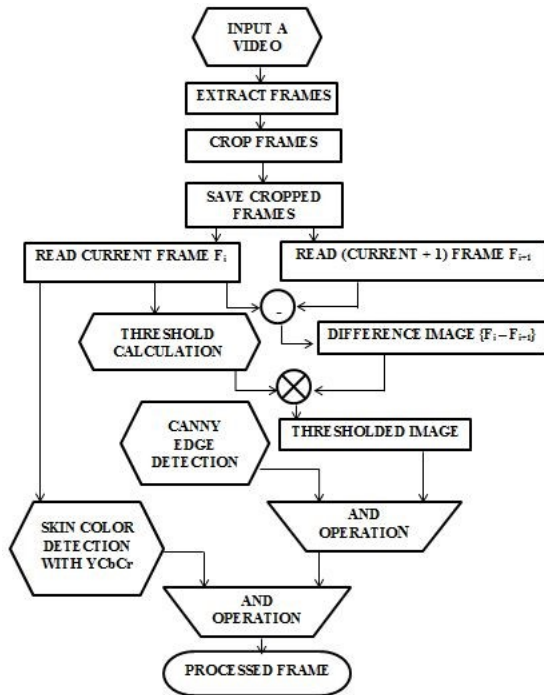 INPUT A
VIDEO
EXTRACT FRAMES
CROP FRAMES
SAVE CROPPED
FRAMES
READ CURRENT FRAME Fi
READ (CURRENT + 1) FRAME Fi+1
-
THRESHOLD
CALCULATION
DIFFERENCE IMAGE {Fi – Fi+1}
CANNY
EDGE
DETECTION
THRESHOLDED IMAGE
AND
OPERATION
SKIN COLOR
DETECTION
WITH YCbCr
AND
OPERATION
PROCESSED FRAME